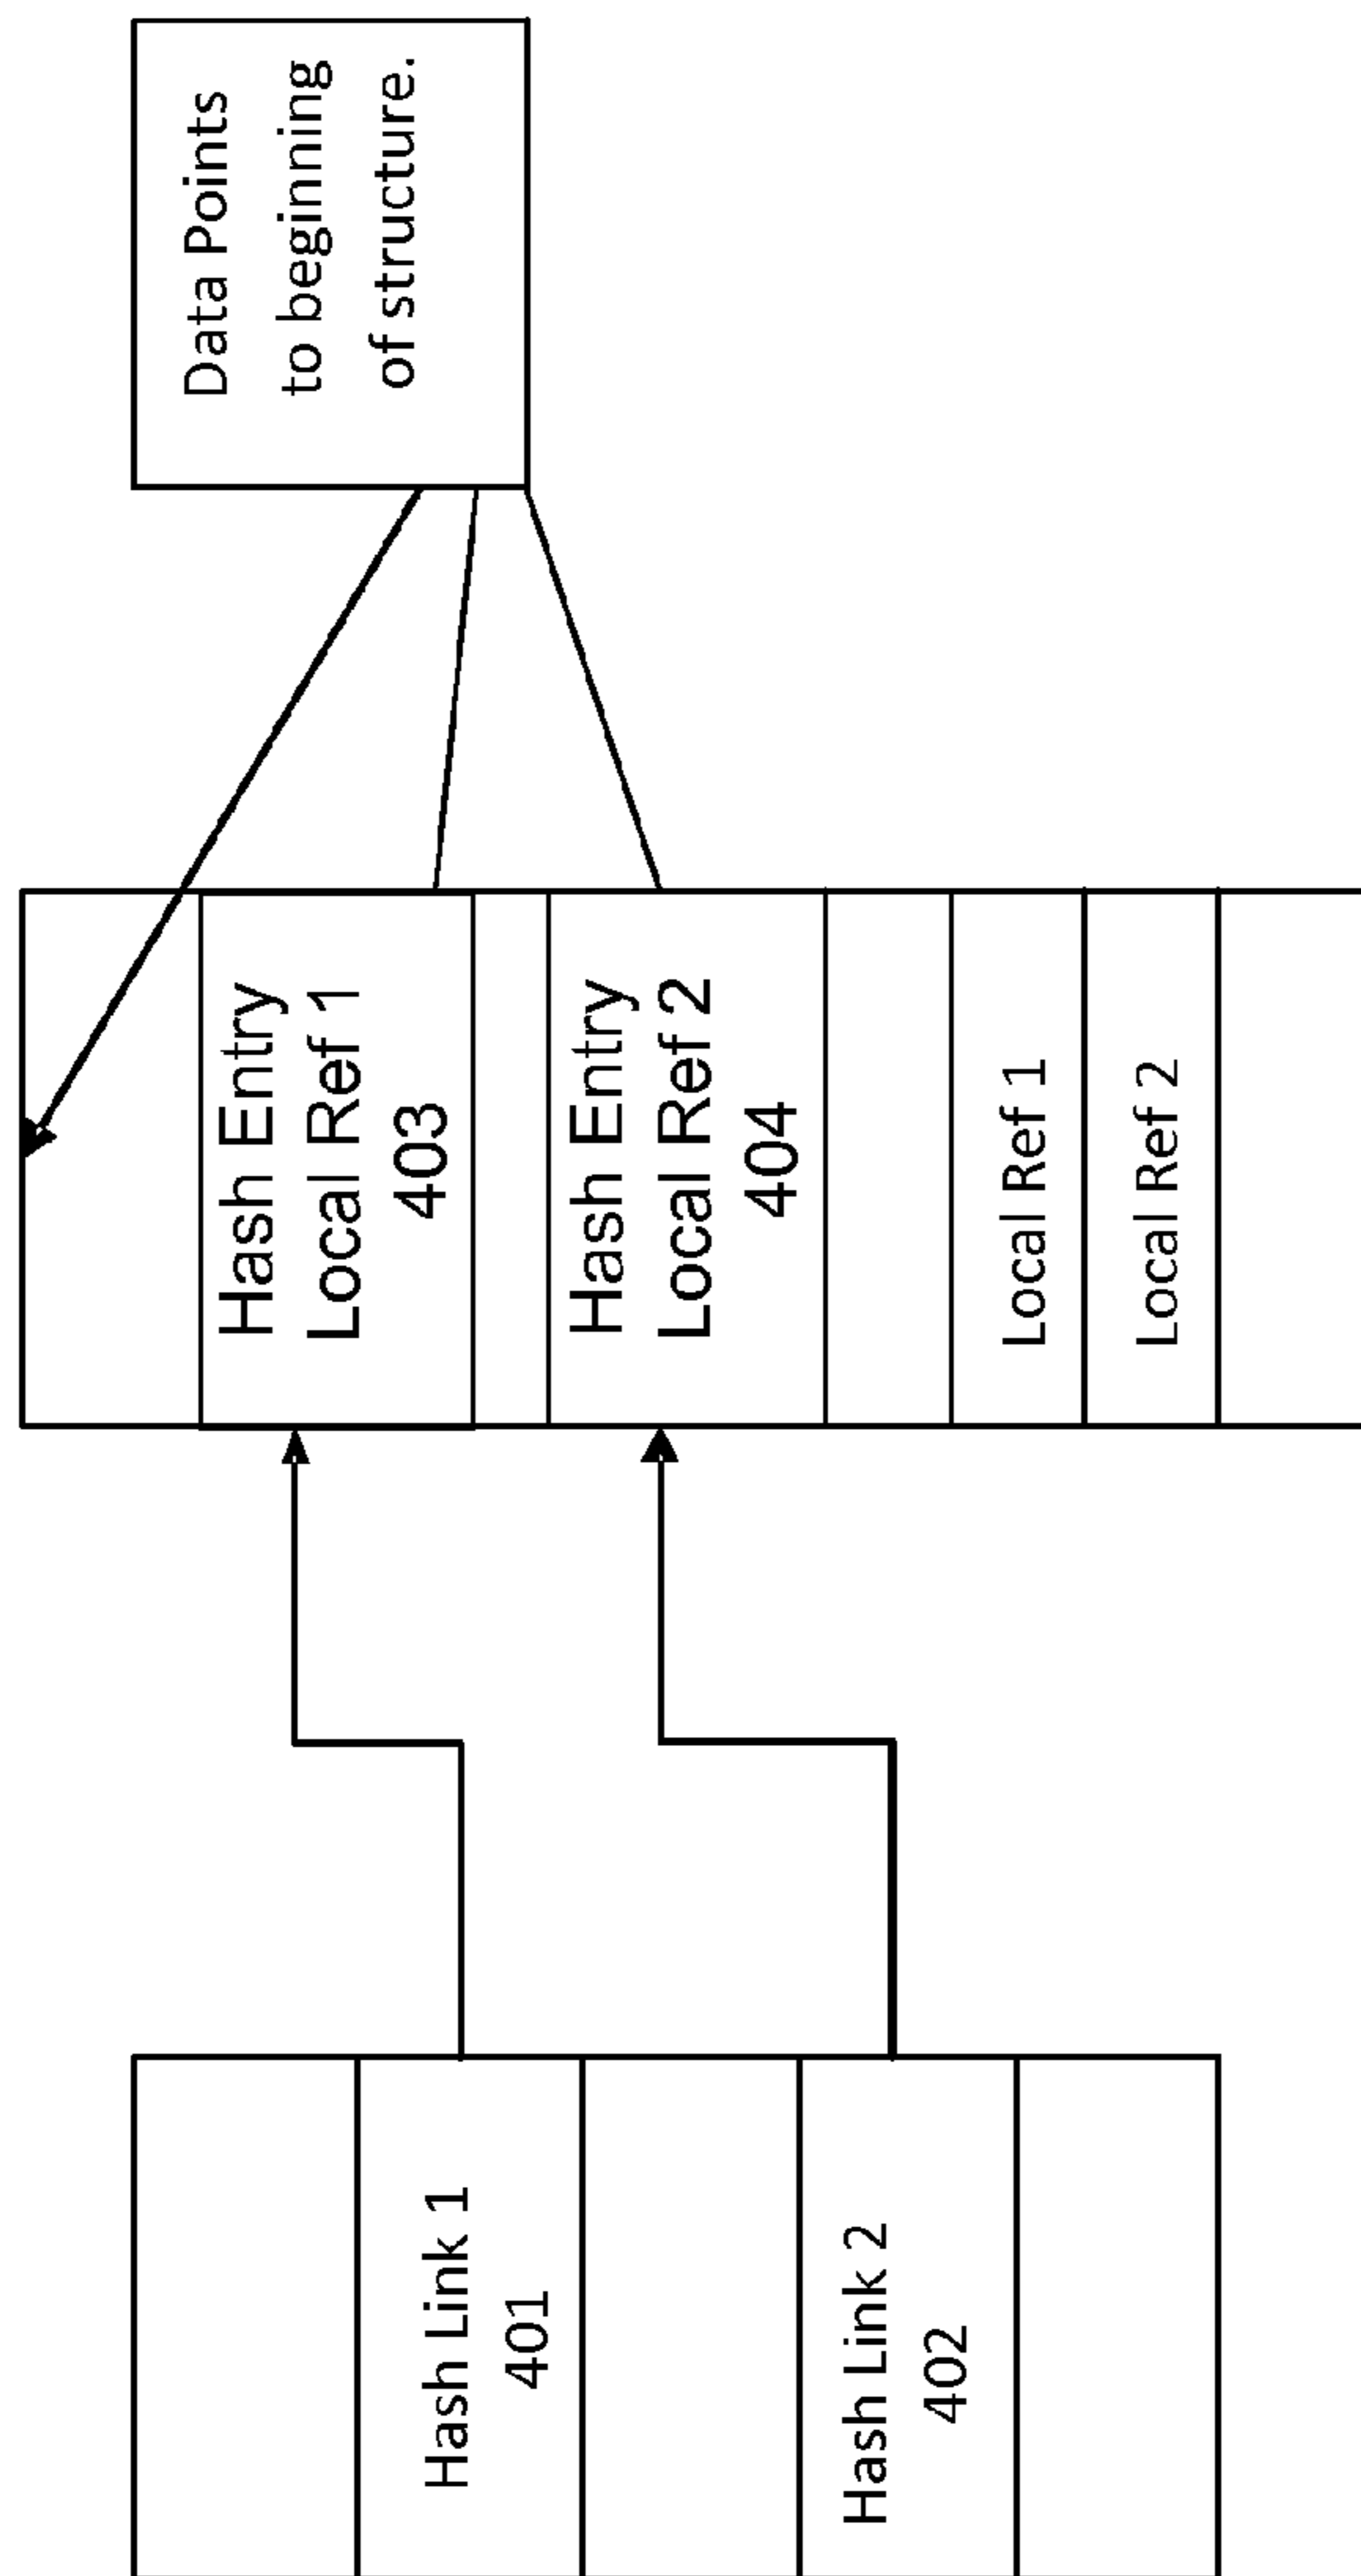 Hash Link 1
401
Hash Link 2
402
Hash Entry
Local Ref 1
403
Hash Entry
Local Ref 2
404
Local Ref 1
Local Ref 2
Data Points
to beginning
of structure.